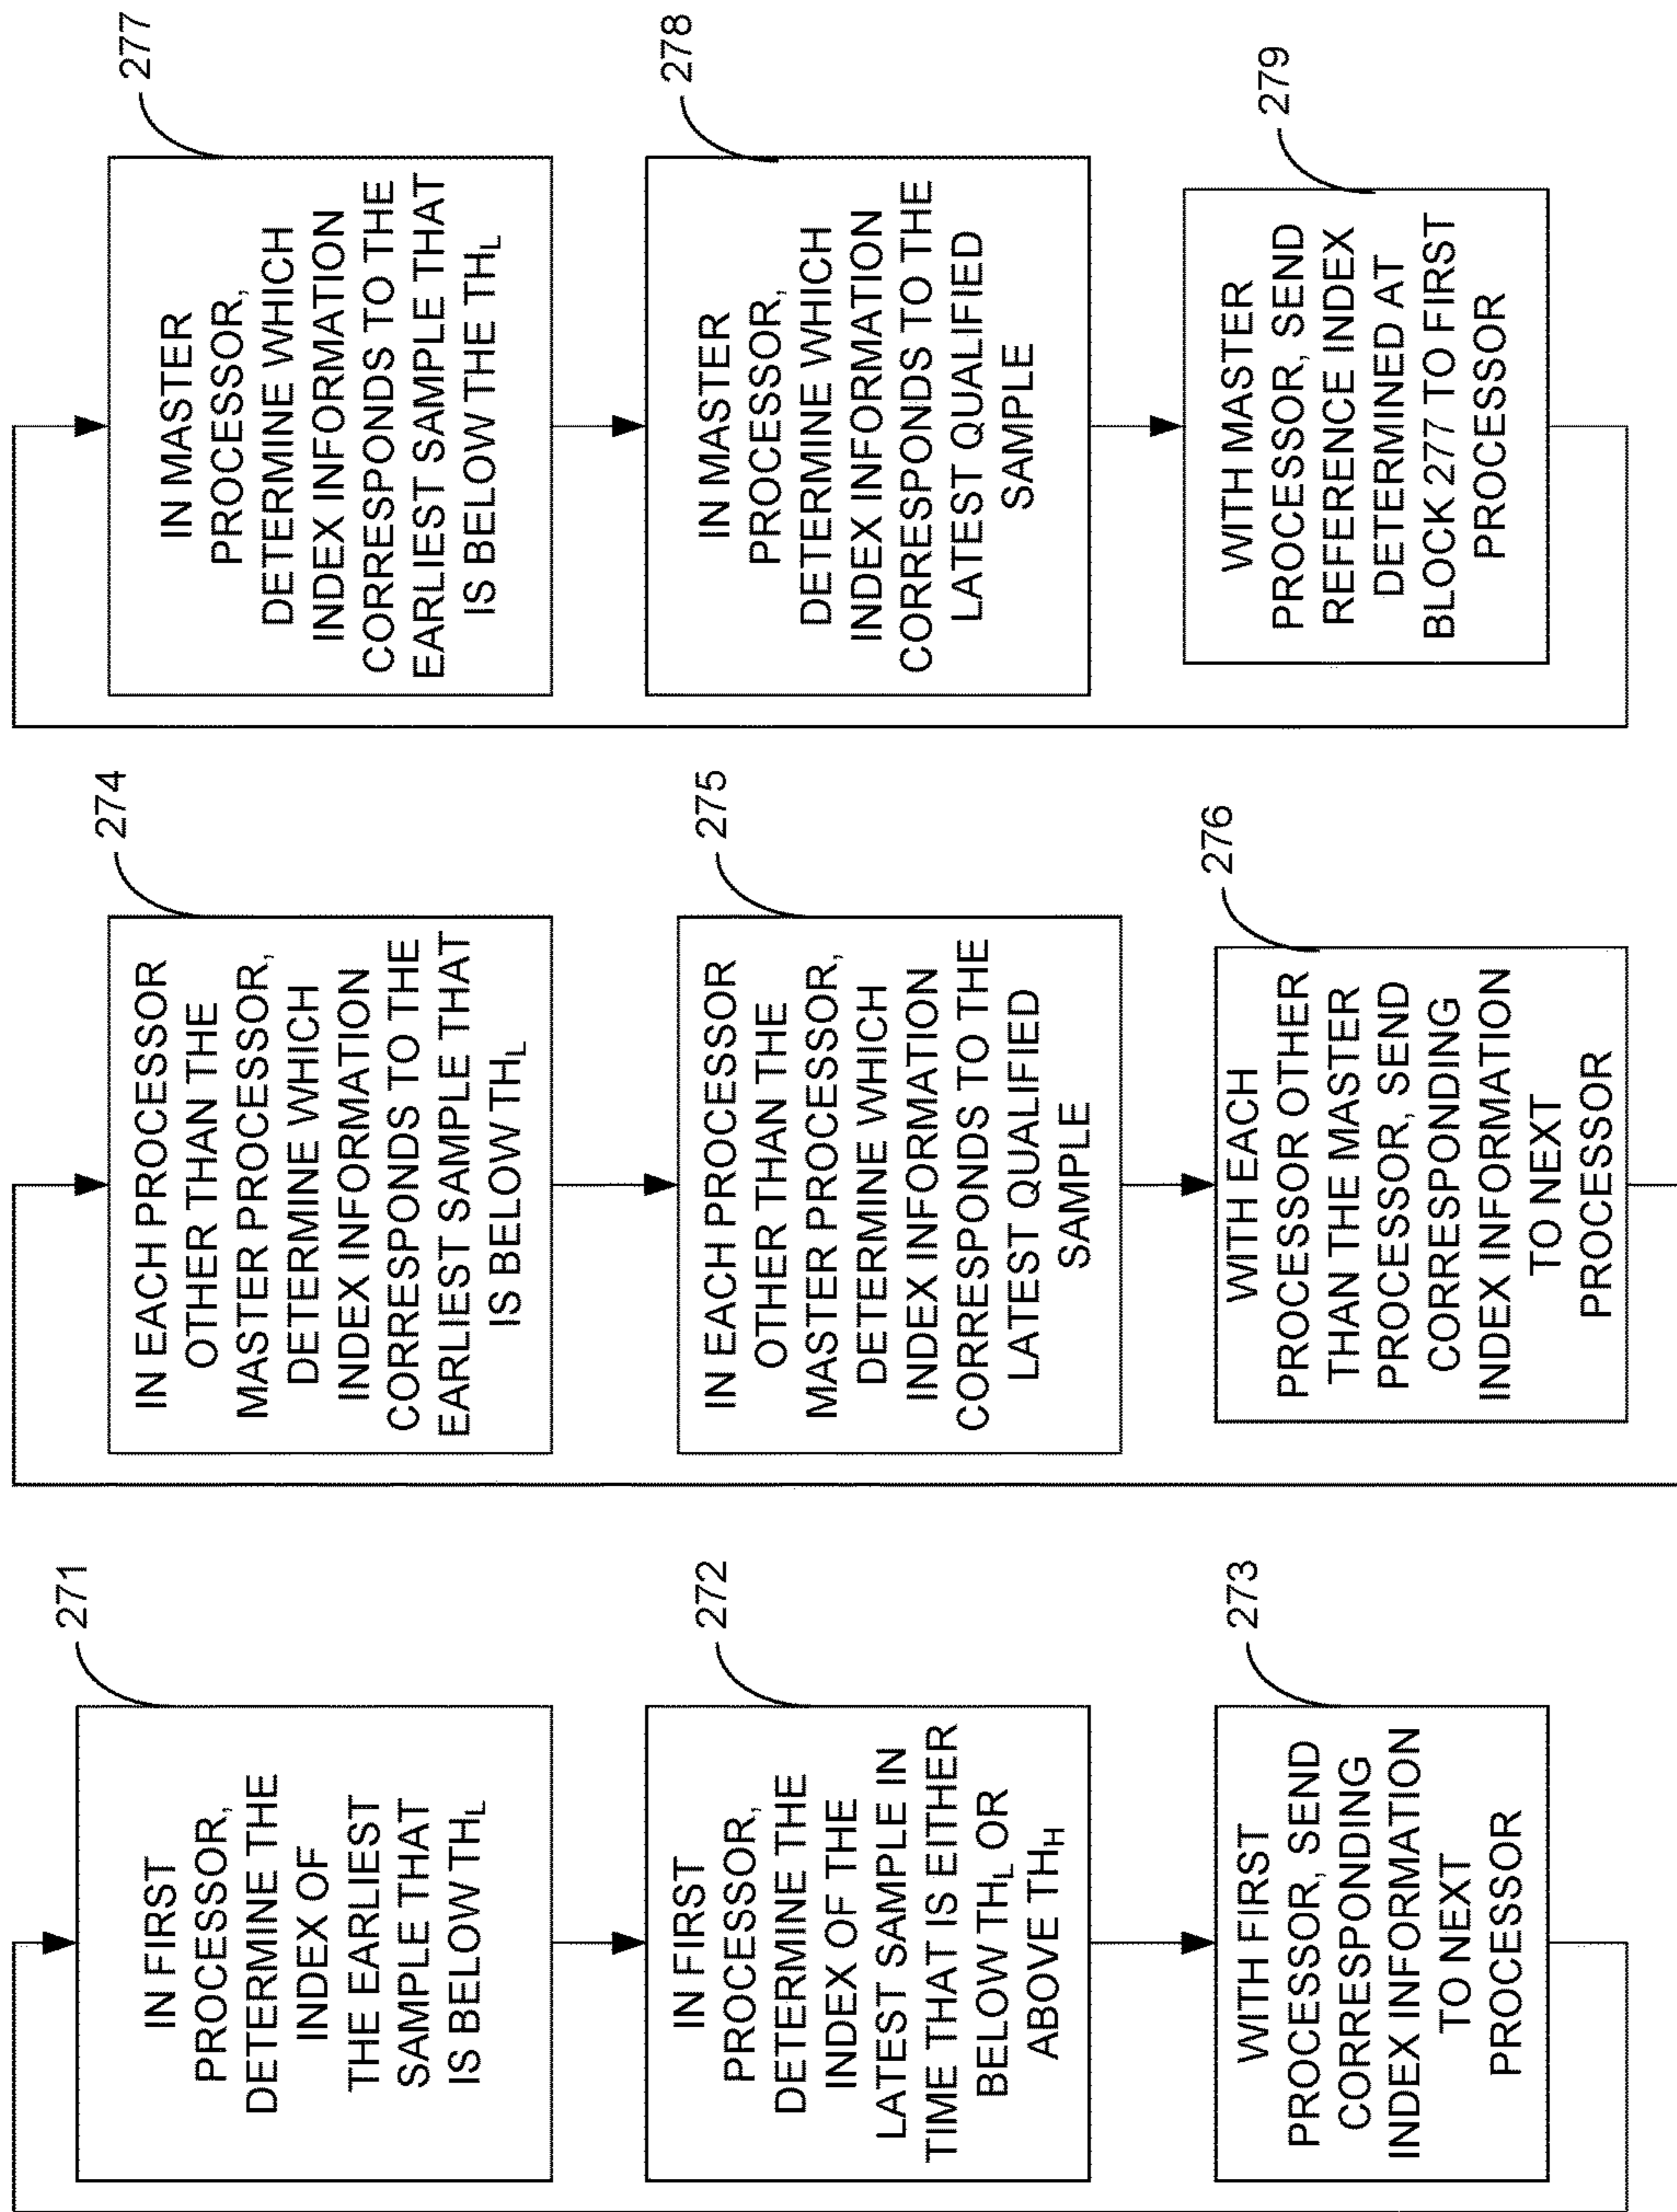 271
IN FIRST
PROCESSOR,
DETERMINE THE
INDEX OF
THE EARLIEST
SAMPLE THAT
IS BELOW THL
272
IN FIRST
PROCESSOR,
DETERMINE THE
INDEX OF THE
LATEST SAMPLE IN
TIME THAT IS EITHER
BELOW THL OR
ABOVE THH
273
WITH FIRST
PROCESSOR, SEND
CORRESPONDING
INDEX INFORMATION
TO NEXT
PROCESSOR
274
IN EACH PROCESSOR
OTHER THAN THE
MASTER PROCESSOR,
DETERMINE WHICH
INDEX INFORMATION
CORRESPONDS TO THE
EARLIEST SAMPLE THAT
IS BELOW THL
275
IN EACH PROCESSOR
OTHER THAN THE
MASTER PROCESSOR,
DETERMINE WHICH
INDEX INFORMATION
CORRESPONDS TO THE
LATEST QUALIFIED
SAMPLE
276
WITH EACH
PROCESSOR OTHER
THAN THE MASTER
PROCESSOR, SEND
CORRESPONDING
INDEX INFORMATION
TO NEXT
PROCESSOR
277
IN MASTER
PROCESSOR,
DETERMINE WHICH
INDEX INFORMATION
CORRESPONDS TO THE
EARLIEST SAMPLE THAT
IS BELOW THE THL
278
IN MASTER
PROCESSOR,
DETERMINE WHICH
INDEX INFORMATION
CORRESPONDS TO THE
LATEST QUALIFIED
SAMPLE
279
WITH MASTER
PROCESSOR, SEND
REFERENCE INDEX
DETERMINED AT
BLOCK 277 TO FIRST
PROCESSOR